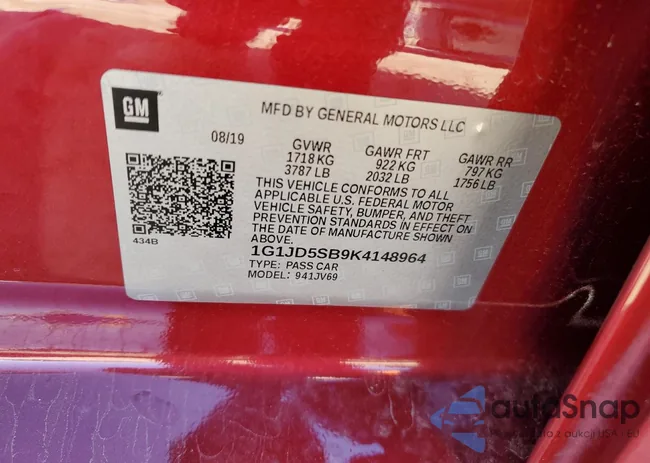 GM
MFD BY GENERAL MOTORS LLC
08/19 GVWR GAWR FRT GAWR RR
1718 KG 922 KG 797 KG
3787 LB 2032 LB 1756 LB
THIS VEHICLE CONFORMS TO ALL
APPLICABLE U.S. FEDERAL MOTOR
VEHICLE SAFETY, BUMPER, AND THEFT
PREVENTION STANDARDS IN EFFECT ON
THE DATE OF MANUFACTURE SHOWN
ABOVE.
434B
1G1JD5SB9K4148964
TYPE: PASS CAR
MODEL: 941JV69
autoSnap
z aukcji USA - EU